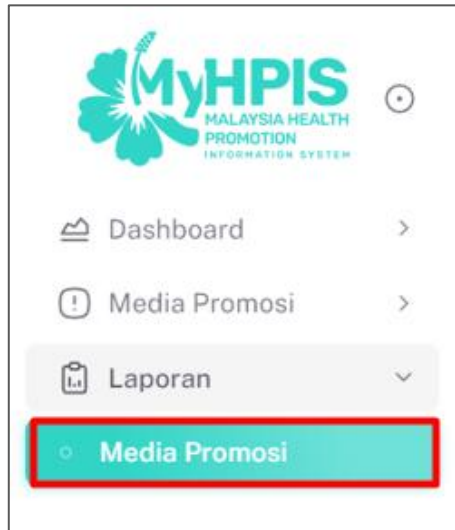 MyHPIS
MALAYSIA HEALTH
PROMOTION
INFORMATION SYSTEM
Dashboard
Media Promosi
Laporan
Media Promosi